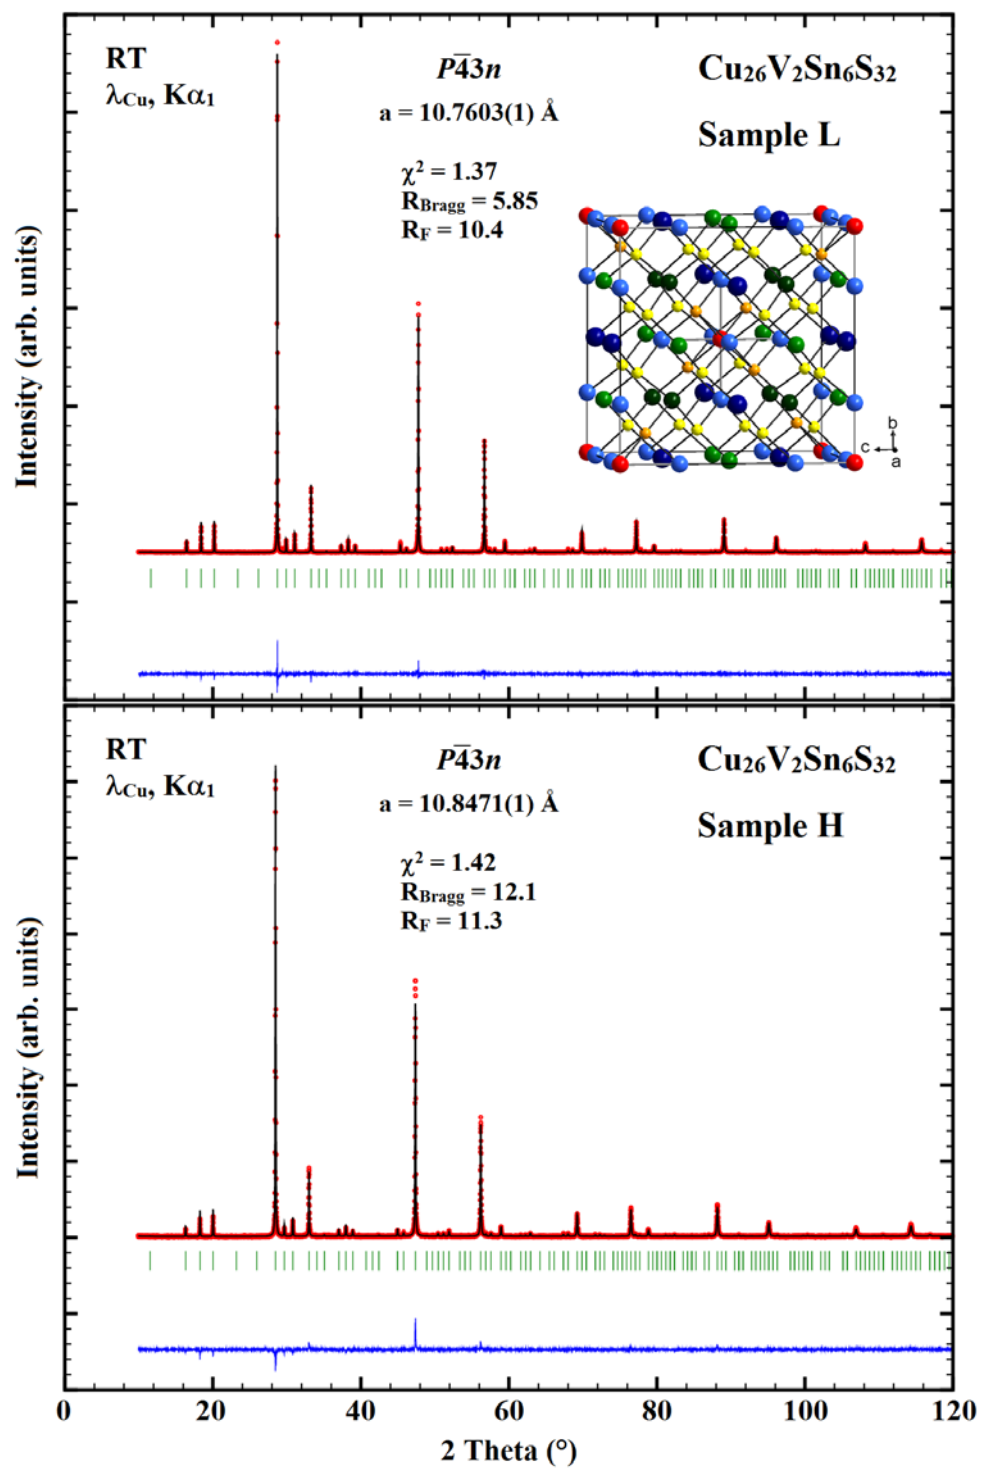 RT
λCu, Kα1
P4̅3n
a = 10.7603(1) Å
χ² = 1.37
RBragg = 5.85
RF = 10.4
Cu26V2Sn6S32
Sample L
b
c
a
Intensity (arb. units)
RT
λCu, Kα1
P4̅3n
a = 10.8471(1) Å
χ² = 1.42
RBragg = 12.1
RF = 11.3
Cu26V2Sn6S32
Sample H
Intensity (arb. units)
0 20 40 60 80 100 120
2 Theta (°)